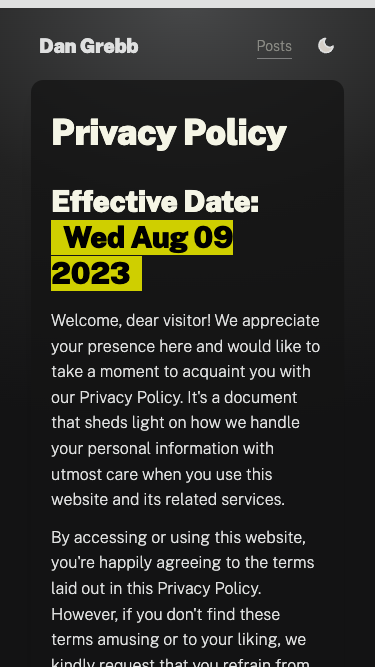 Dan Grebb
Posts
Privacy Policy
Effective Date:
Wed Aug 09
2023
Welcome, dear visitor! We appreciate
your presence here and would like to
take a moment to acquaint you with
our Privacy Policy. It's a document
that sheds light on how we handle
your personal information with
utmost care when you use this
website and its related services.
By accessing or using this website,
you're happily agreeing to the terms
laid out in this Privacy Policy.
However, if you don't find these
terms amusing or to your liking, we
kindly request that you refrain from